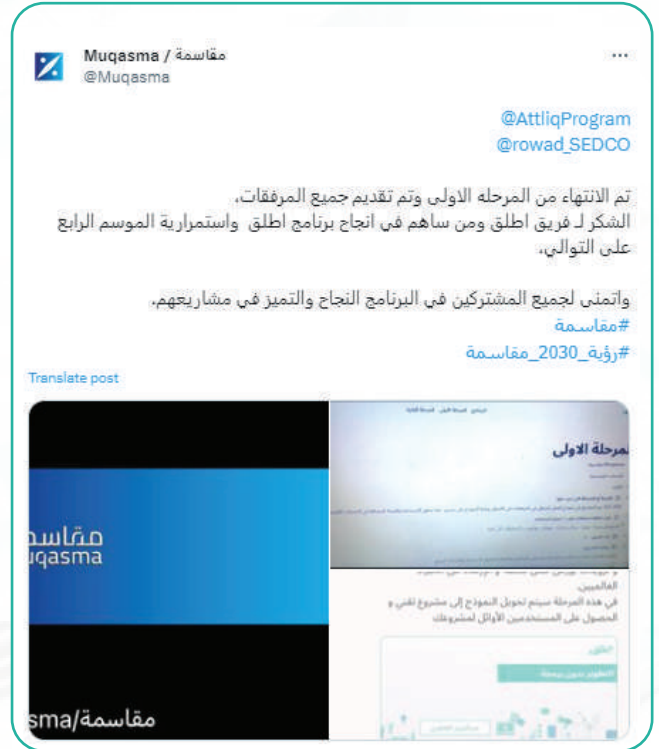 Muqasma / مقاسمة
@Muqasma
@AttliqProgram
@rowad_SEDCO
تم الانتهاء من المرحله الاولى وتم تقديم جميع المرفقات،
الشكر لـ فريق اطلق ومن ساهم في انجاح برنامج اطلق واستمرارية الموسم الرابع
على التوالي،
واتمنى لجميع المشتركين في البرنامج النجاح والتميز في مشاريعهم،
#مقاسمة
#رؤية_2030_مقاسمة
Translate post
لمرحلة الاولى
مقاسم
uqasma
sma/مقاسمة
العالميين.
في هذه المرحلة سيتم تحويل النموذج إلى مشروع تقني و
الحصول على المستخدمين الأوائل لمشروعك